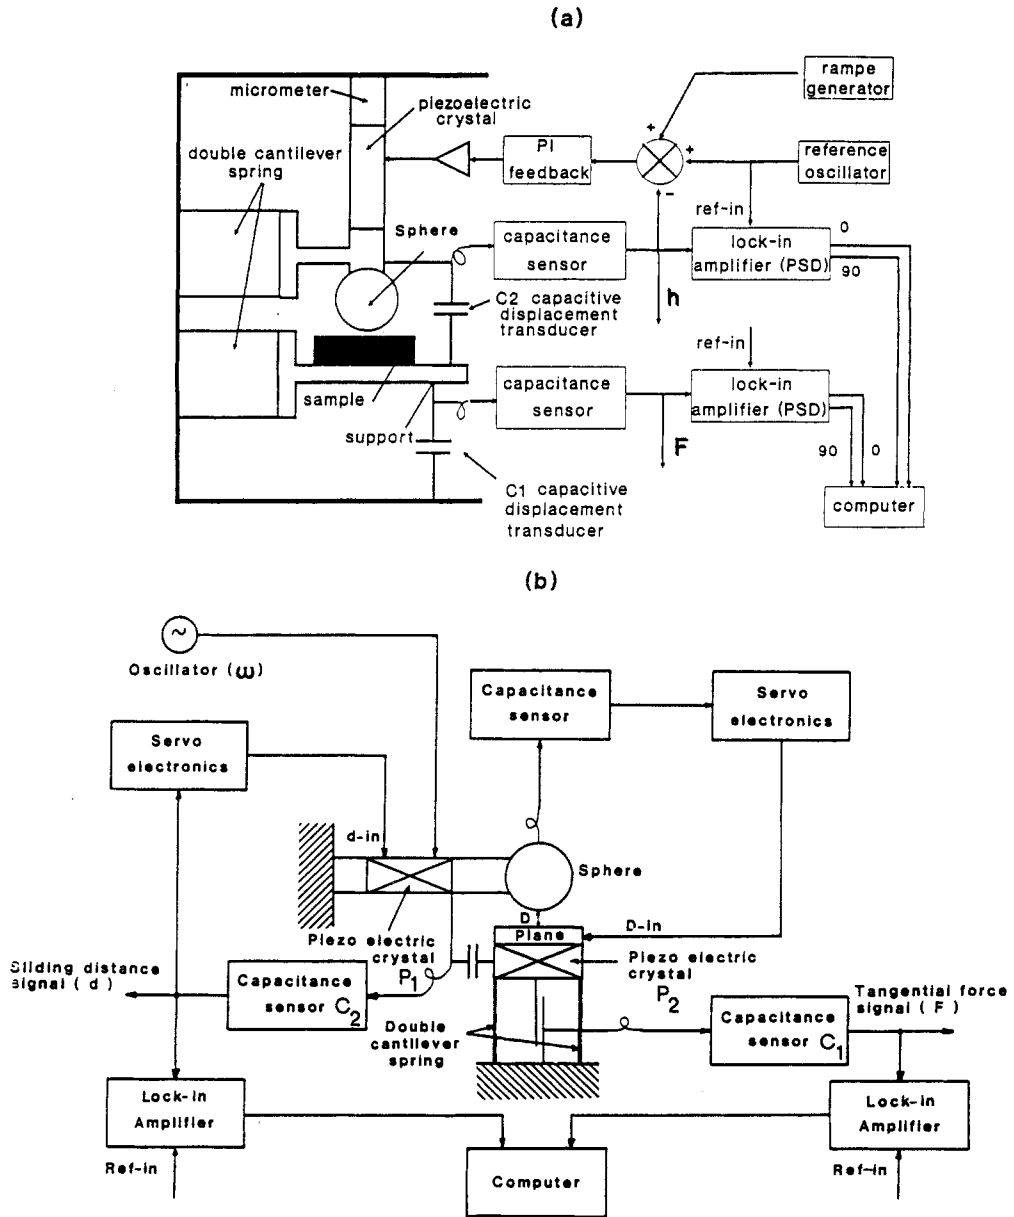 (a)
micrometer
piezoelectric
crystal
double cantilever
spring
Sphere
PI
feedback
+
+
-
rampe
generator
reference
oscillator
ref-in
capacitance
sensor
lock-in
amplifier (PSD)
0
90
h
C2 capacitive
displacement
transducer
ref-in
capacitance
sensor
lock-in
amplifier (PSD)
sample
support
F
90
0
C1 capacitive
displacement
transducer
computer
(b)
~
Oscillator (ω)
Capacitance
sensor
Servo
electronics
Servo
electronics
d-in
Sphere
D
Plane
D-in
Piezo electric
crystal
P1
Piezo electric
crystal
P2
Sliding distance
signal (d)
Capacitance
sensor C2
Double
cantilever
spring
Capacitance
sensor C1
Tangential force
signal (F)
Lock-in
Amplifier
Lock-in
Amplifier
Ref-in
Computer
Ref-in